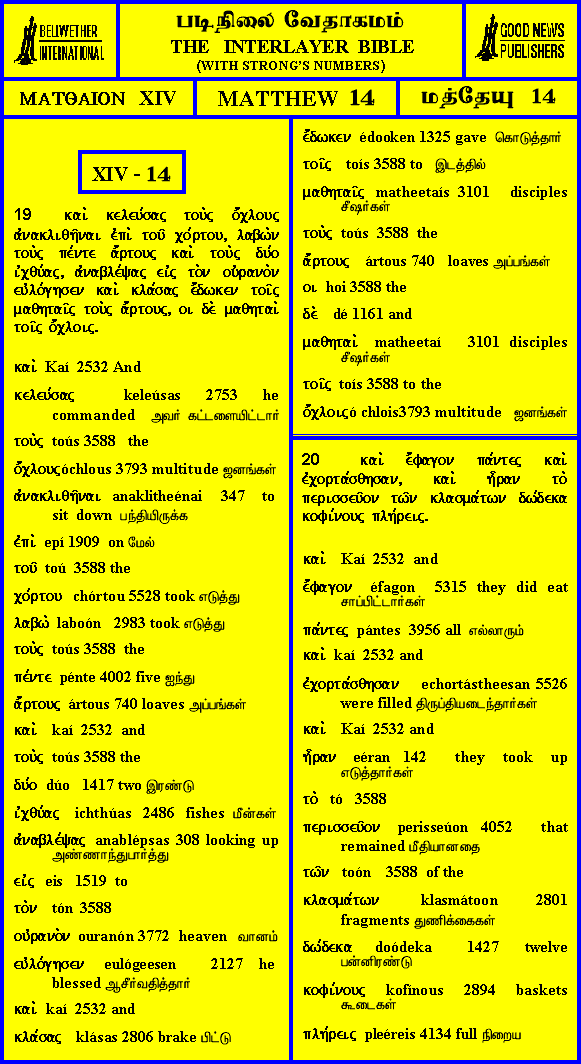 BELLWETHER
INTERNATIONAL
படிநிலை வேதாகமம்
THE INTERLAYER BIBLE
(WITH STRONG'S NUMBERS)
GOOD NEWS
PUBLISHERS
ΜΑΤΘΑΙΟΝ XIV
MATTHEW 14
மத்தேயு 14
XIV - 14
19 καὶ κελεύσας τοὺς ὄχλους
ἀνακλιθῆναι ἐπὶ τοῦ χόρτου, λαβὼν
τοὺς πέντε ἄρτους καὶ τοὺς δύο
ἰχθύας, ἀναβλέψας εἰς τὸν οὐρανὸν
εὐλόγησεν καὶ κλάσας ἔδωκεν τοῖς
μαθηταῖς τοὺς ἄρτους, οι δὲ μαθηταὶ
τοῖς ὄχλοις.
καὶ Kaí 2532 And
κελεύσας keleúsas 2753 he
commanded அவர் கட்டளையிட்டார்
τοὺς toús 3588 the
ὄχλουςóchlous 3793 multitude ஜனங்கள்
ἀνακλιθῆναι anaklitheénai 347 to
sit down பந்தியிருக்க
ἐπὶ epí 1909 on மேல்
τοῦ toú 3588 the
χόρτου chórtou 5528 took எடுத்து
λαβὼ laboón 2983 took எடுத்து
τοὺς toús 3588 the
πέντε pénte 4002 five ஐந்து
ἄρτους ártous 740 loaves அப்பங்கள்
καὶ kaí 2532 and
τοὺς toús 3588 the
δύο dúo 1417 two இரண்டு
ἰχθύας ichthúas 2486 fishes மீன்கள்
ἀναβλέψας anablépsas 308 looking up
அண்ணாந்துபார்த்து
εἰς eis 1519 to
τὸν tón 3588
οὐρανὸν ouranón 3772 heaven வானம்
εὐλόγησεν eulógeesen 2127 he
blessed ஆசீர்வதித்தார்
καὶ kaí 2532 and
κλάσας klásas 2806 brake பிட்டு
ἔδωκεν édooken 1325 gave கொடுத்தார்
τοῖς toís 3588 to இடத்தில்
μαθηταῖς matheetaís 3101 disciples
சீஷர்கள்
τοὺς toús 3588 the
ἄρτους ártous 740 loaves அப்பங்கள்
οι hoi 3588 the
δὲ dé 1161 and
μαθηταὶ matheetaí 3101 disciples
சீஷர்கள்
τοῖς toís 3588 to the
ὄχλοιςó chlois3793 multitude ஜனங்கள்
20 καὶ ἔφαγον πάντες καὶ
ἐχορτάσθησαν, καὶ ἦραν τὸ
περισσεῦον τῶν κλασμάτων δώδεκα
κοφίνους πλήρεις.
καὶ Kaí 2532 and
ἔφαγον éfagon 5315 they did eat
சாப்பிட்டார்கள்
πάντες pántes 3956 all எல்லாரும்
καὶ kaí 2532 and
ἐχορτάσθησαν echortástheesan 5526
were filled திருப்தியடைந்தார்கள்
καὶ Kaí 2532 and
ἦραν eéran 142 they took up
எடுத்தார்கள்
τὸ tó 3588
περισσεῦον perisseúon 4052 that
remained மீதியானதை
τῶν toón 3588 of the
κλασμάτων klasmátoon 2801
fragments துணிக்கைகள்
δώδεκα doódeka 1427 twelve
பன்னிரண்டு
κοφίνους kofínous 2894 baskets
கூடைகள்
πλήρεις pleéreis 4134 full நிறைய